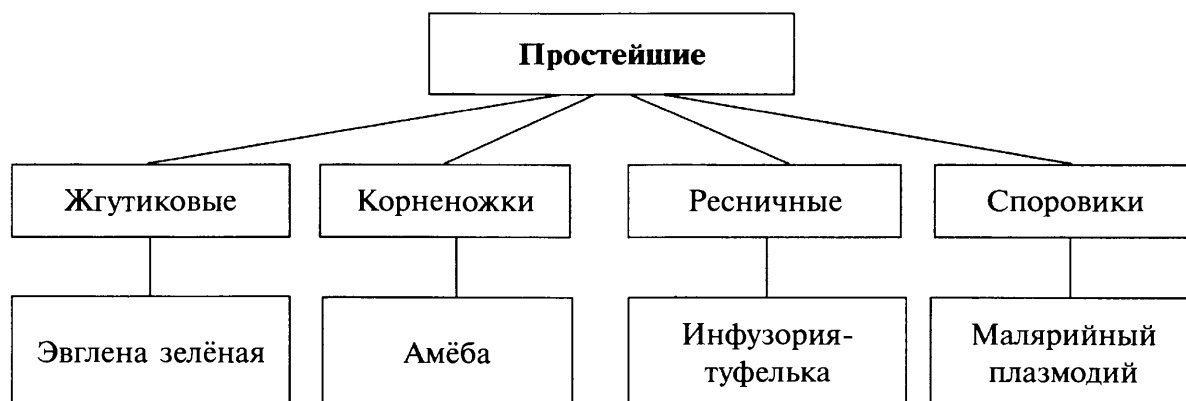 Простейшие
Жгутиковые
Корненожки
Ресничные
Споровики
Эвглена зелёная
Амёба
Инфузория-
туфелька
Малярийный
плазмодий